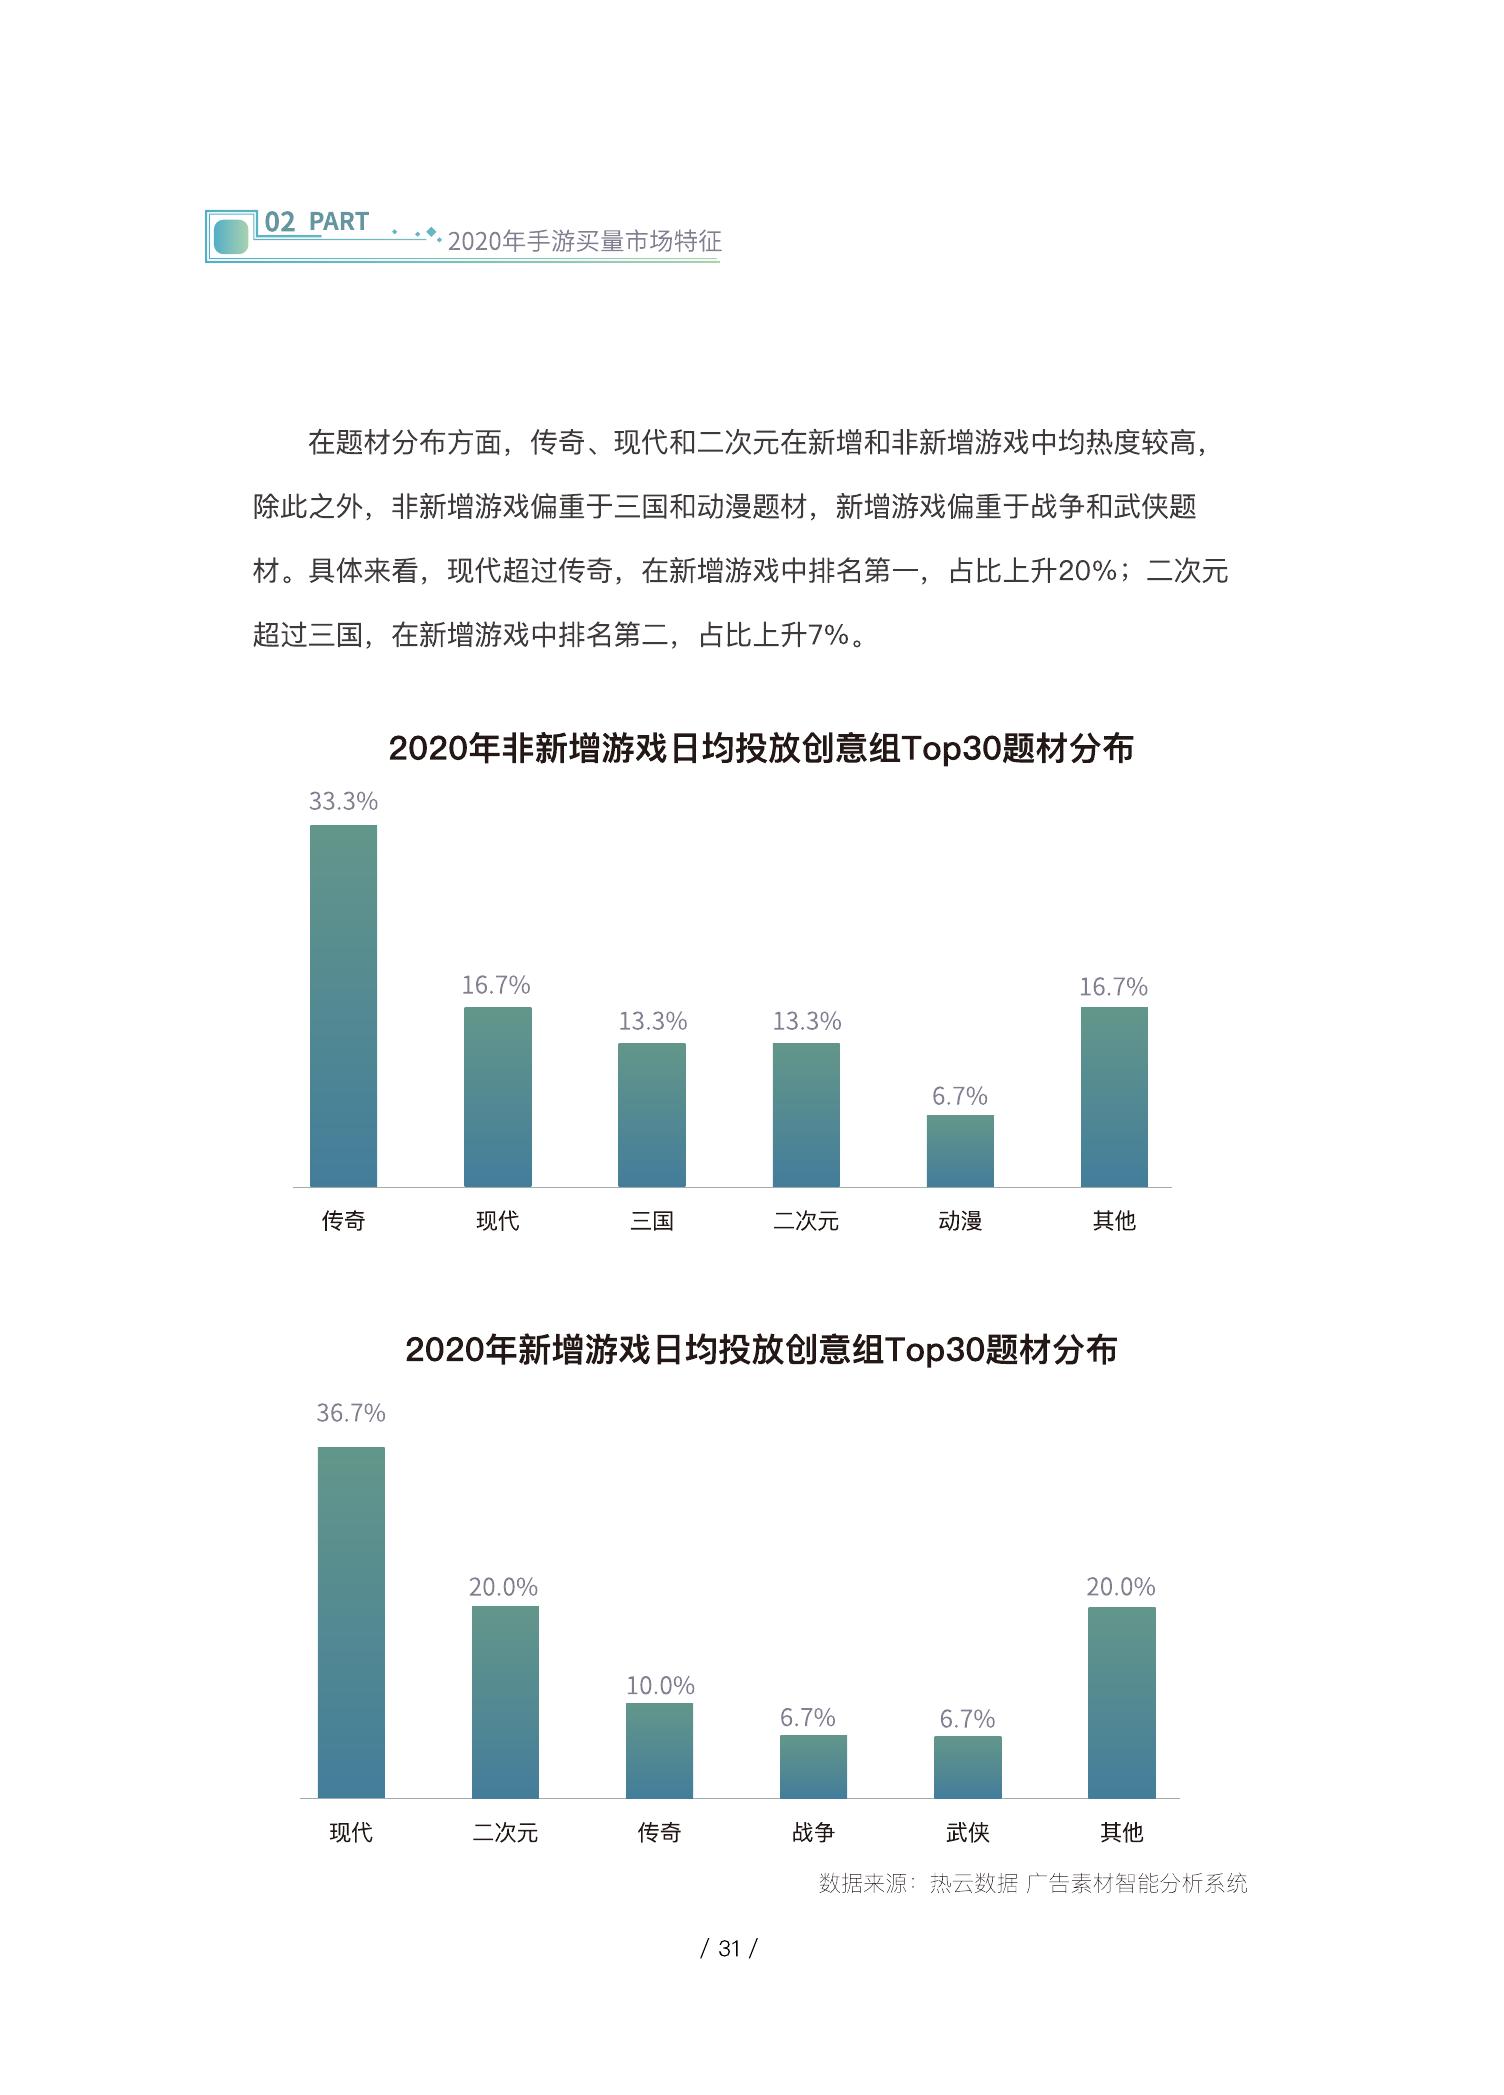 02 PART
2020年手游买量市场特征
在题材分布方面，传奇、现代和二次元在新增和非新增游戏中均热度较高，
除此之外，非新增游戏偏重于三国和动漫题材，新增游戏偏重于战争和武侠题
材。具体来看，现代超过传奇，在新增游戏中排名第一，占比上升20%；二次元
超过三国，在新增游戏中排名第二，占比上升7%。
2020年非新增游戏日均投放创意组Top30题材分布
33.3%
16.7%
13.3%
13.3%
6.7%
16.7%
传奇
现代
三国
二次元
动漫
其他
2020年新增游戏日均投放创意组Top30题材分布
36.7%
20.0%
10.0%
6.7%
6.7%
20.0%
现代
二次元
传奇
战争
武侠
其他
数据来源：热云数据 广告素材智能分析系统
/ 31 /